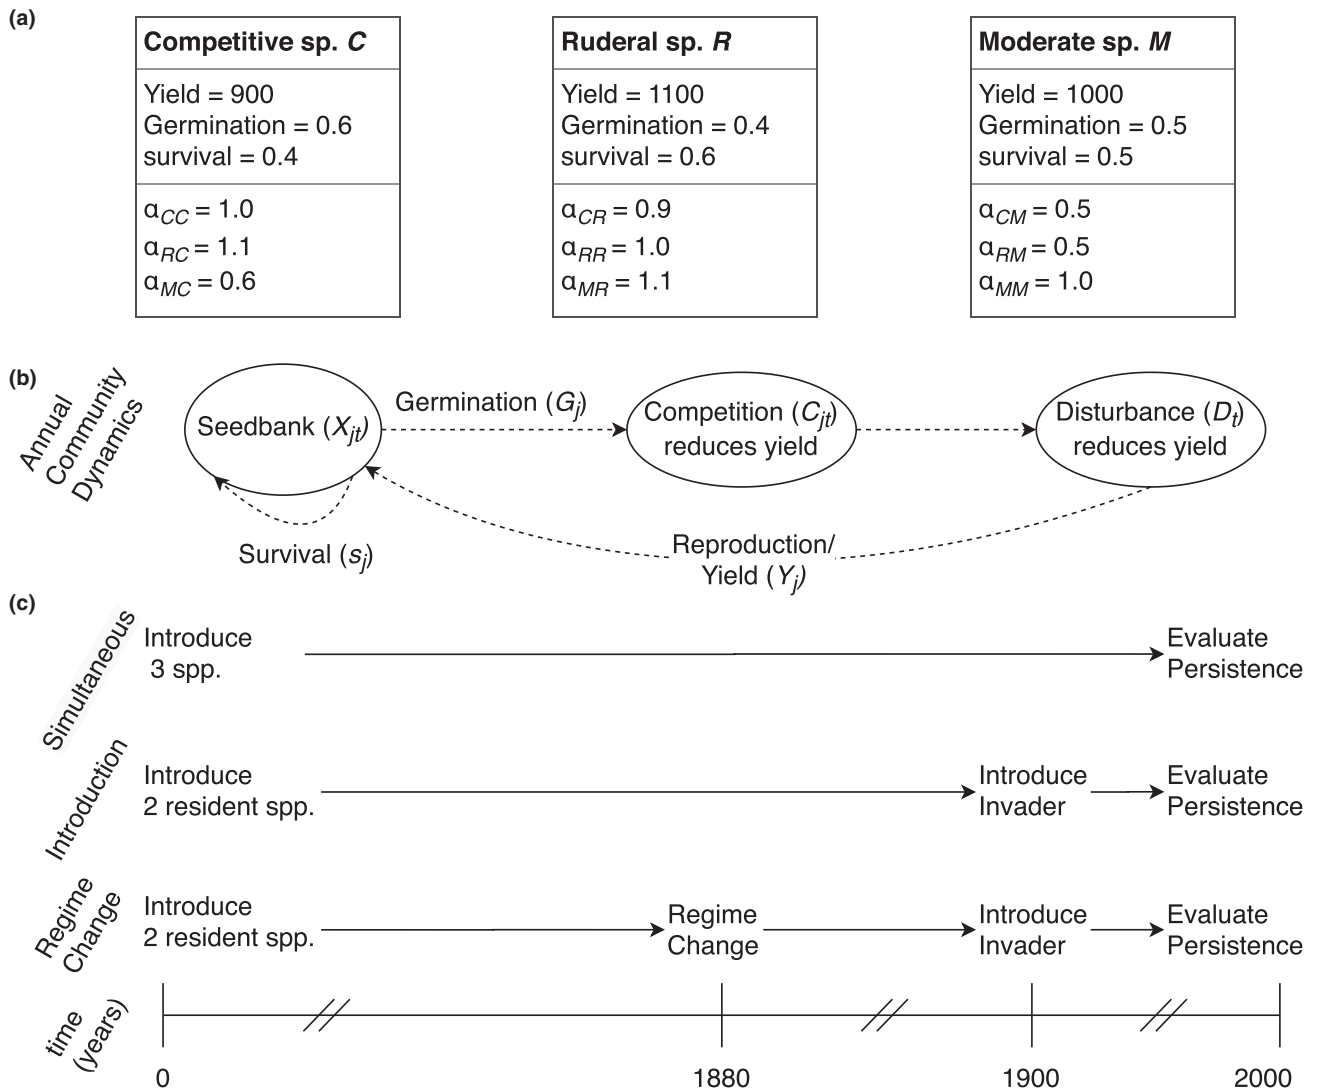 (a)
Competitive sp. C
Yield = 900
Germination = 0.6
survival = 0.4
αCC = 1.0
αRC = 1.1
αMC = 0.6
Ruderal sp. R
Yield = 1100
Germination = 0.4
survival = 0.6
αCR = 0.9
αRR = 1.0
αMR = 1.1
Moderate sp. M
Yield = 1000
Germination = 0.5
survival = 0.5
αCM = 0.5
αRM = 0.5
αMM = 1.0
(b)
Annual
Community
Dynamics
Seedbank (Xjt)
Germination (Gj)
Competition (Cjt)
reduces yield
Disturbance (Dt)
reduces yield
Survival (sj)
Reproduction/
Yield (Yj)
(c)
Simultaneous
Introduce
3 spp.
Evaluate
Persistence
Introduction
Introduce
2 resident spp.
Introduce
Invader
Evaluate
Persistence
Regime
Change
Introduce
2 resident spp.
Regime
Change
Introduce
Invader
Evaluate
Persistence
time
(years)
0
1880
1900
2000